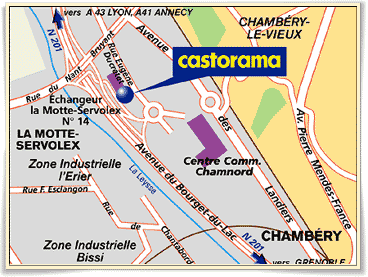 vers A 43 LYON, A41 ANNECY
N 201
CHAMBÉRY-
LE-VIEUX
Avenue
Rue du Nant Bruyant
Rue Eugène
Ducretet
castorama
Échangeur
la Motte-Servolex
N° 14
LA MOTTE-
SERVOLEX
des
Av. Pierre Mendès-France
Zone Industrielle
l'Érier
Centre Comm.
Chamnord
Avenue du Bourget-du-Lac
La Leysse
Rue F. Esclangon
Landiers
Rue de
Chantabord
N 201
CHAMBÉRY
Zone Industrielle
Bissi
vers GRENOBLE